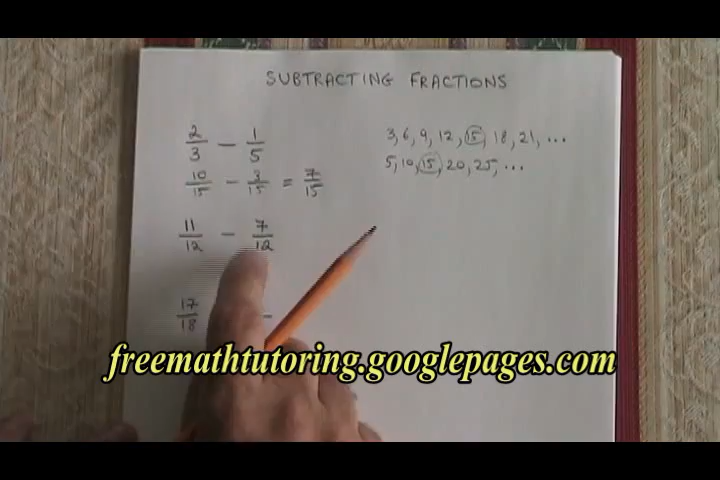 SUBTRACTING FRACTIONS
2/3 − 1/5
3, 6, 9, 12, 15, 18, 21, ...
5, 10, 15, 20, 25, ...
10/15 − 3/15 = 7/15
11/12 − 7/12
17/18
freemathtutoring.googlepages.com